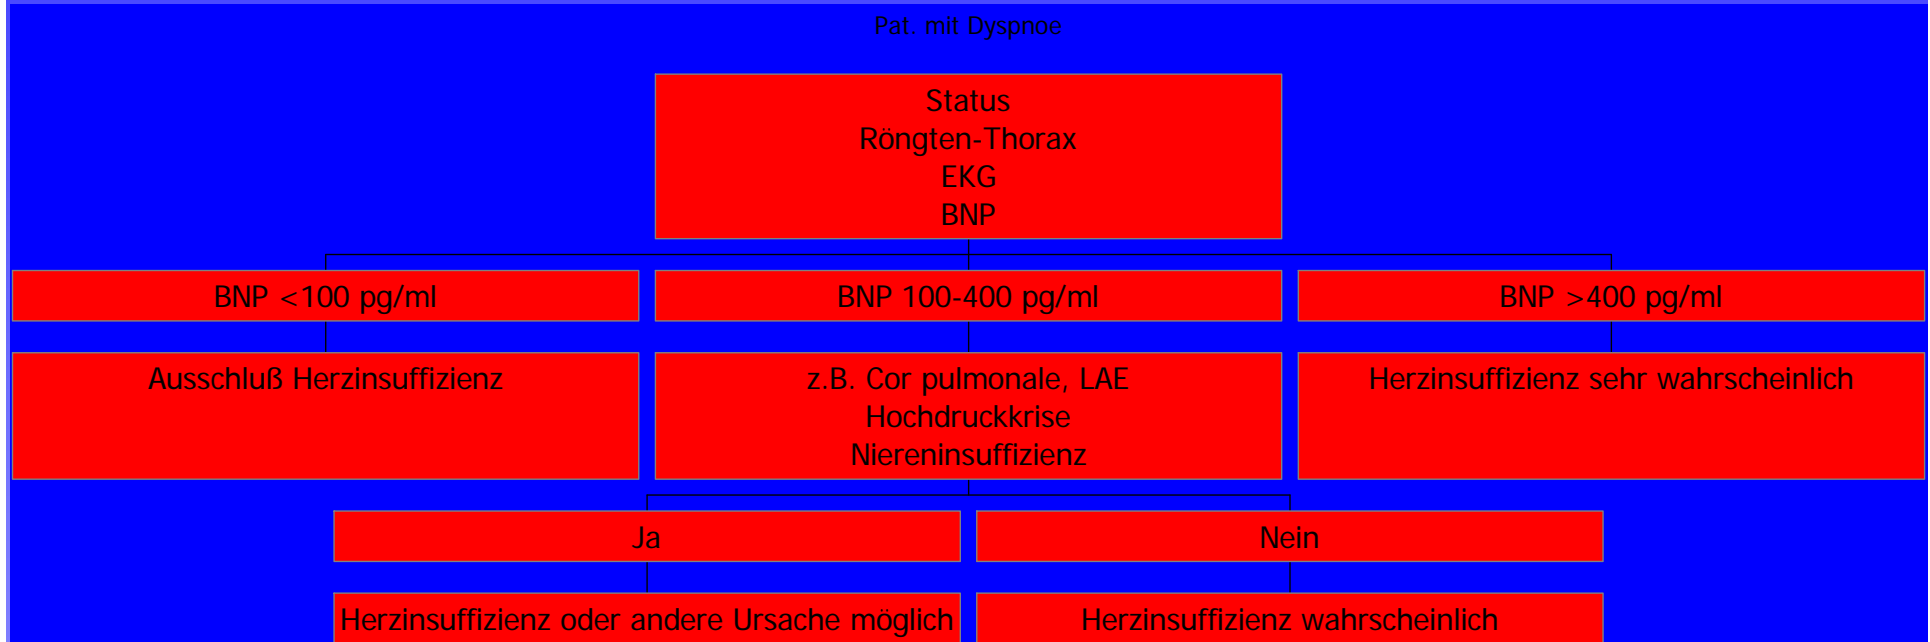 Pat. mit Dyspnoe
Status
Röngten-Thorax
EKG
BNP
BNP <100 pg/ml
BNP 100-400 pg/ml
BNP >400 pg/ml
Ausschluß Herzinsuffizienz
z.B. Cor pulmonale, LAE
Hochdruckkrise
Niereninsuffizienz
Herzinsuffizienz sehr wahrscheinlich
Ja
Nein
Herzinsuffizienz oder andere Ursache möglich
Herzinsuffizienz wahrscheinlich